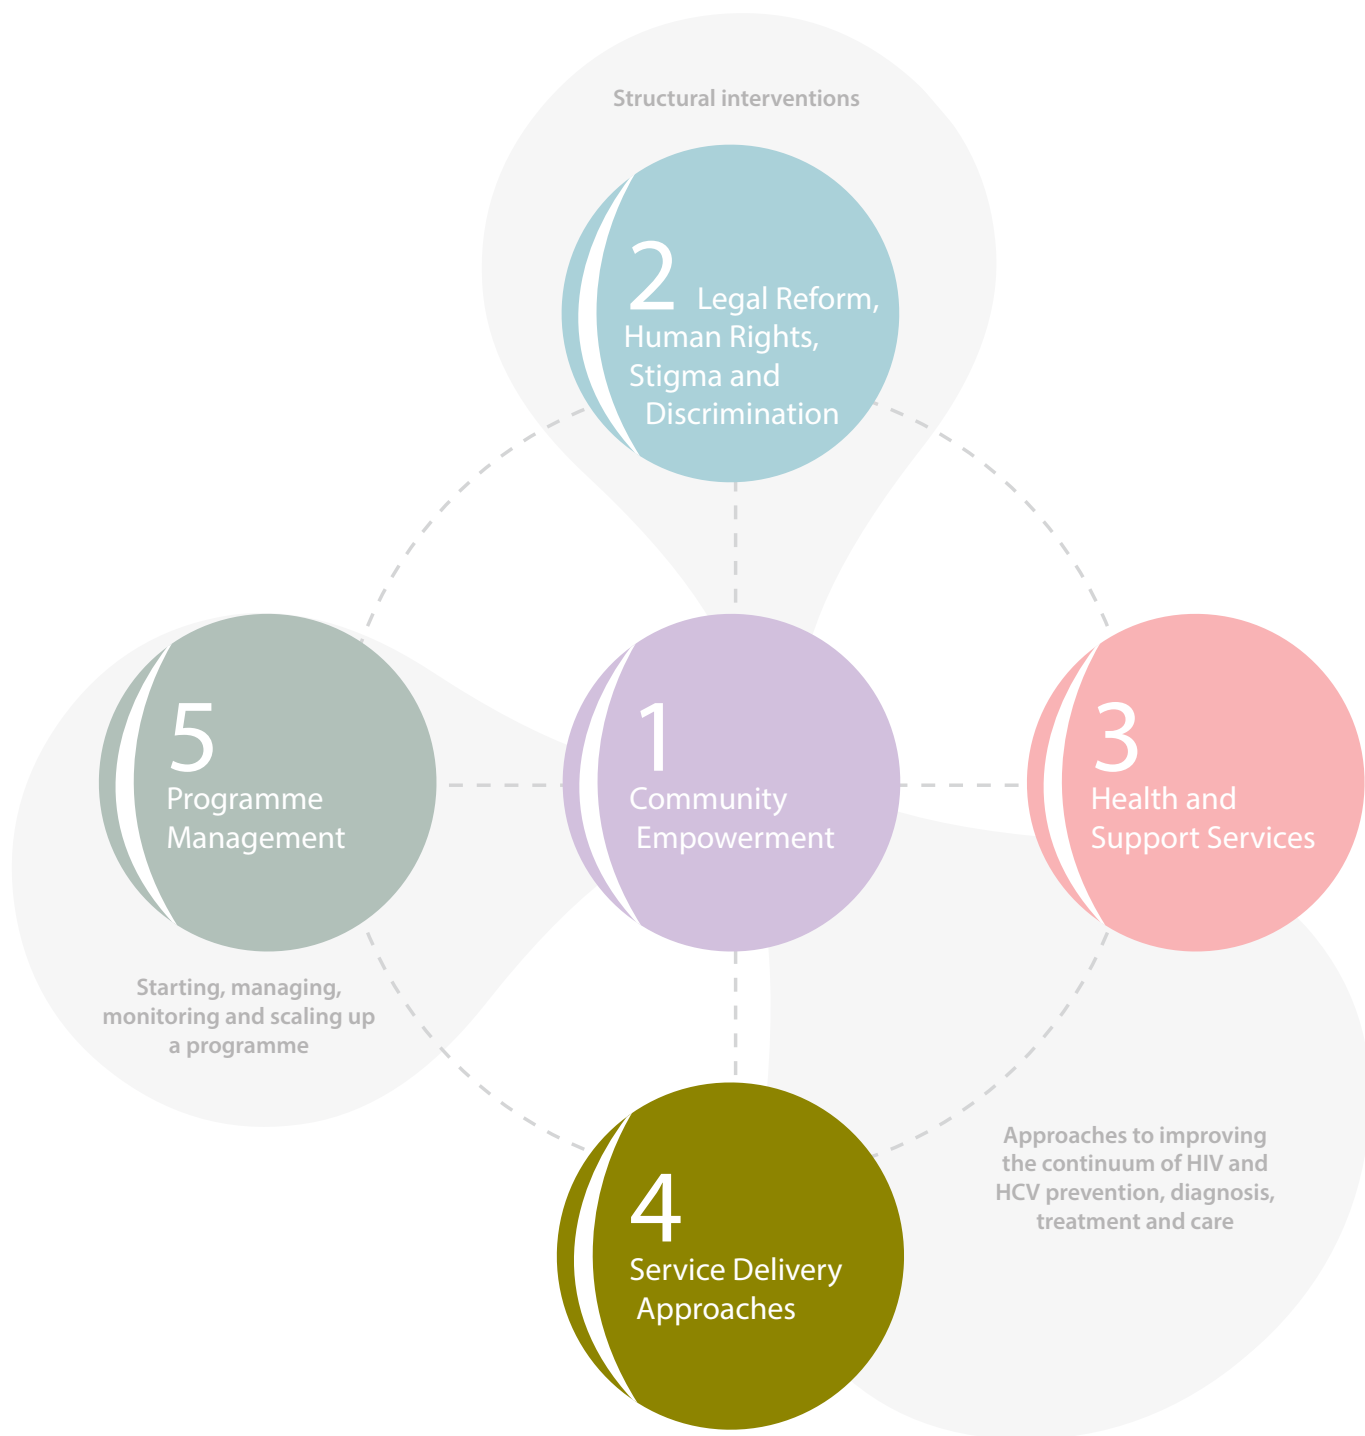 Structural interventions
2 Legal Reform,
Human Rights,
Stigma and
Discrimination
5
Programme
Management
1
Community
Empowerment
3
Health and
Support Services
Starting, managing,
monitoring and scaling up
a programme
Approaches to improving
the continuum of HIV and
HCV prevention, diagnosis,
treatment and care
4
Service Delivery
Approaches